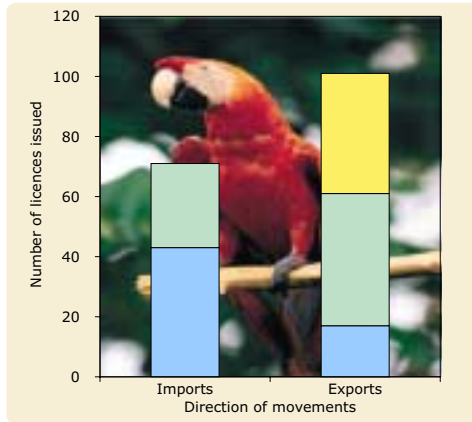 120
100
80
60
40
20
0
Number of licences issued
Imports Exports
Direction of movements